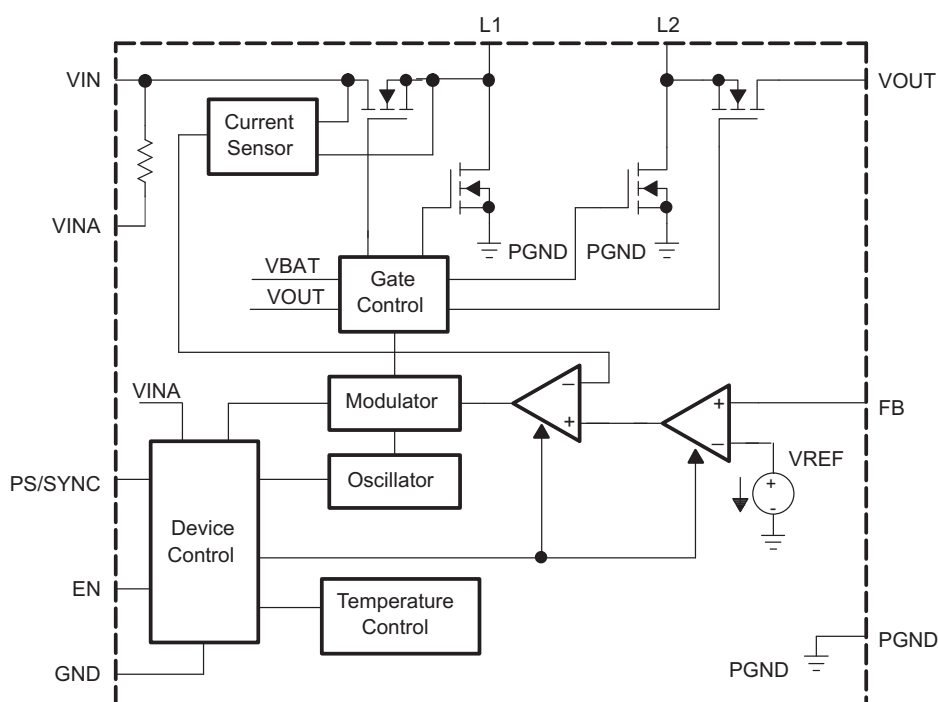 L1
L2
VIN
VOUT
Current
Sensor
VINA
PGND
PGND
VBAT
VOUT
Gate
Control
VINA
Modulator
−
+
+
−
FB
PS/SYNC
Oscillator
VREF
+
-
Device
Control
EN
Temperature
Control
GND
PGND
PGND